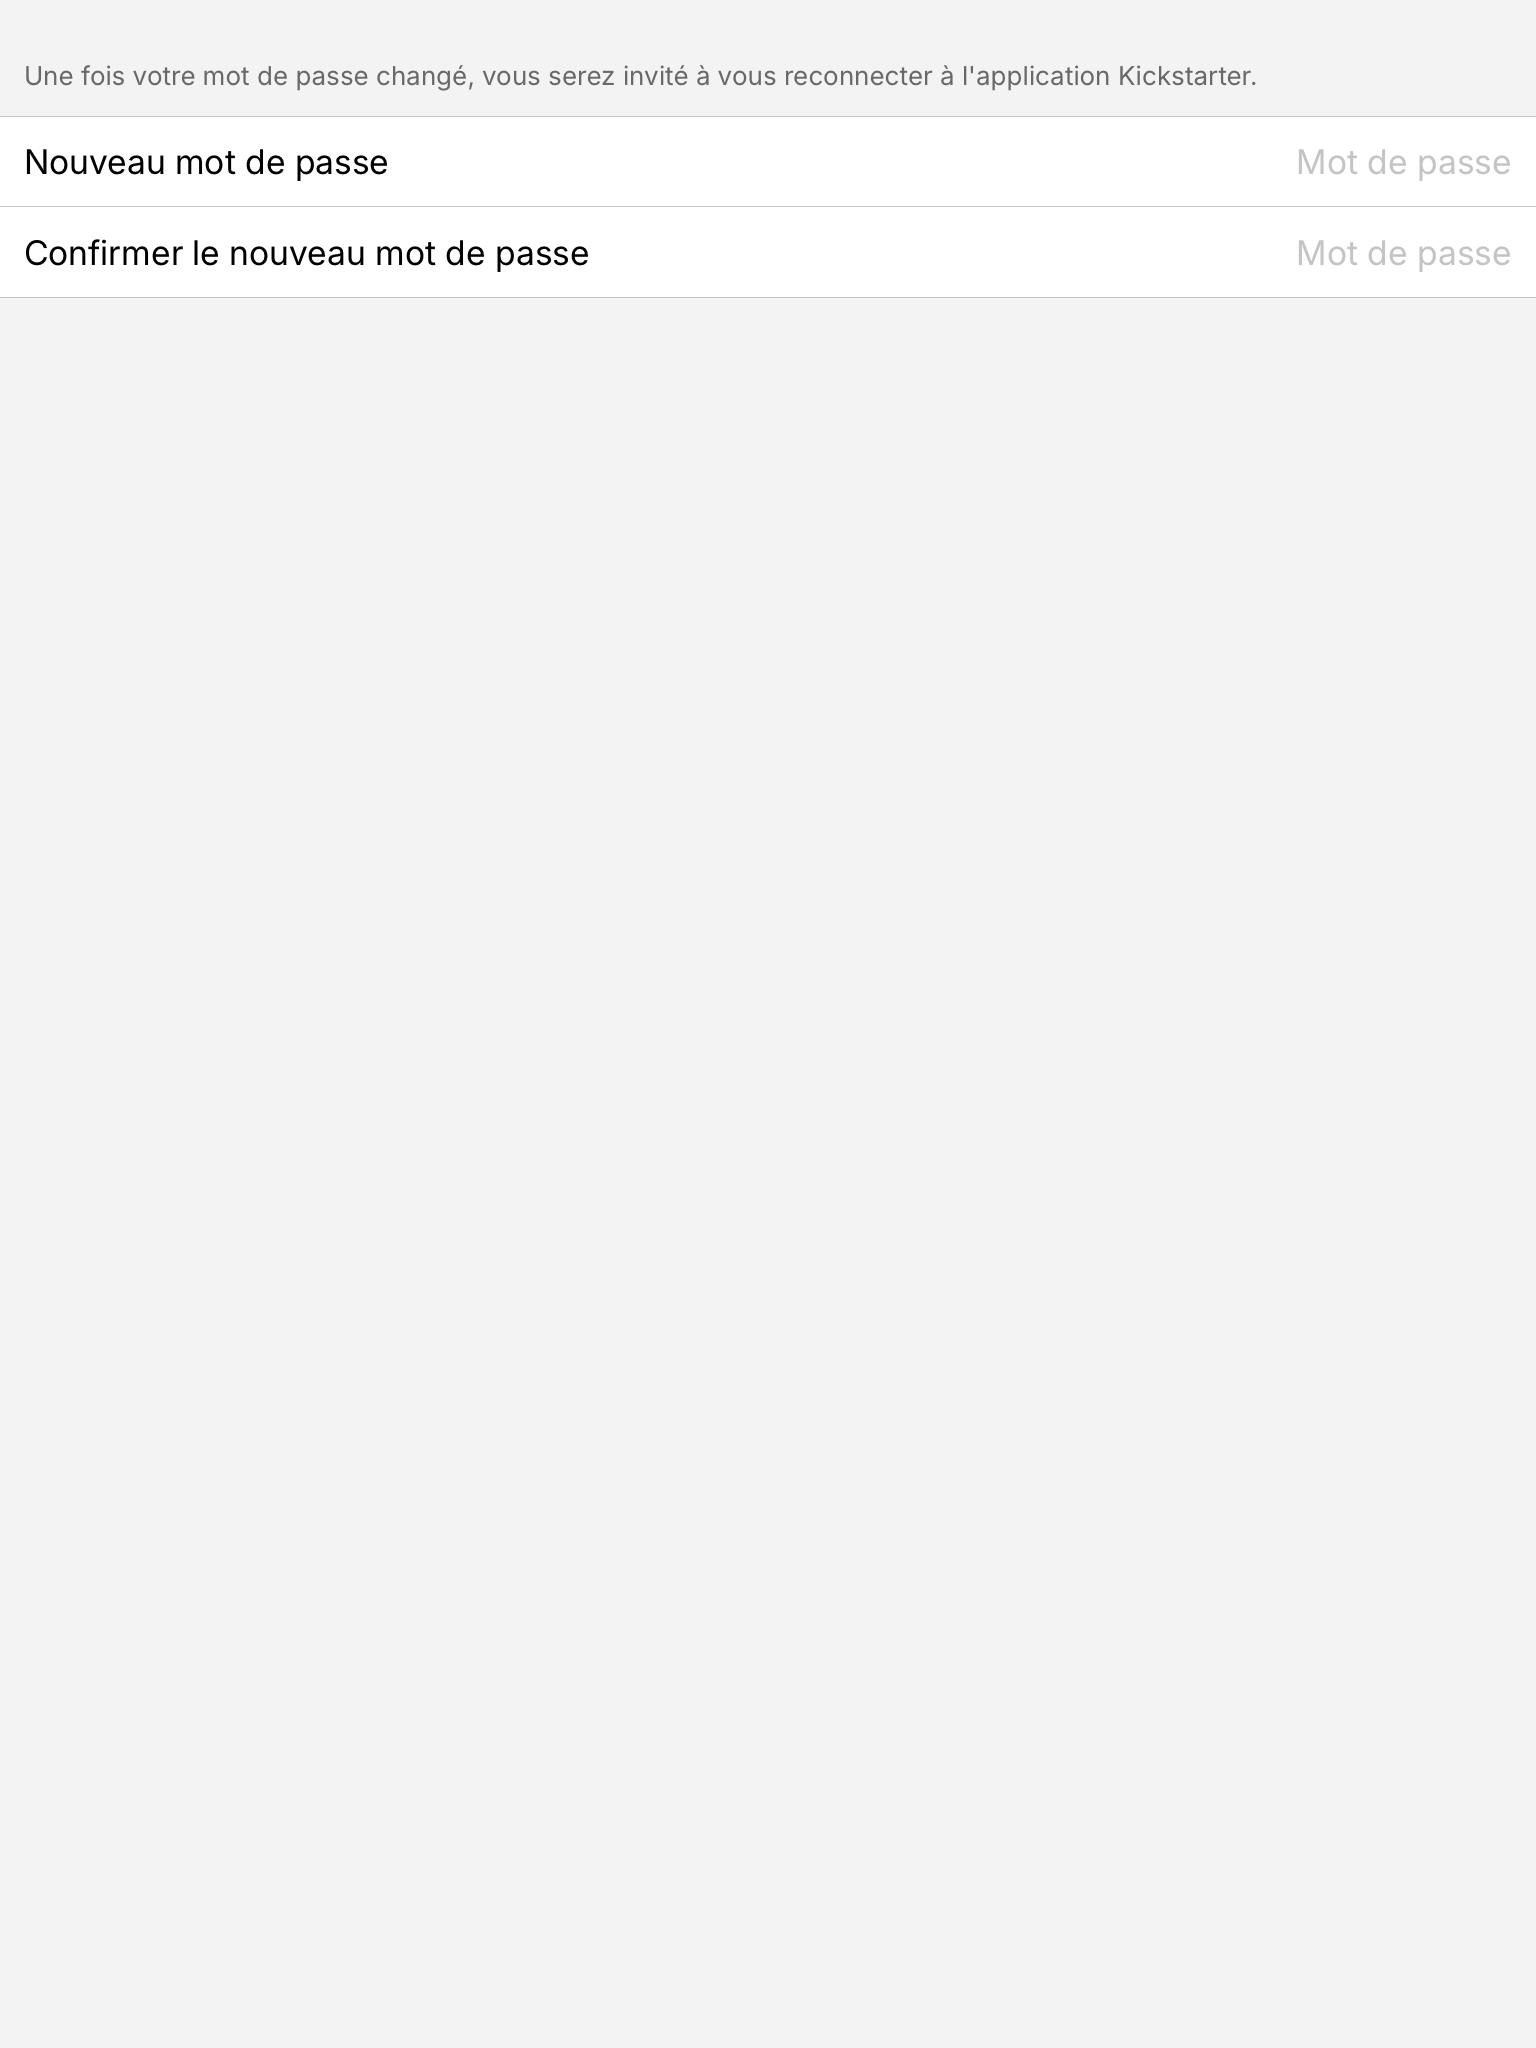 Une fois votre mot de passe changé, vous serez invité à vous reconnecter à l'application Kickstarter.
Nouveau mot de passe Mot de passe
Confirmer le nouveau mot de passe Mot de passe